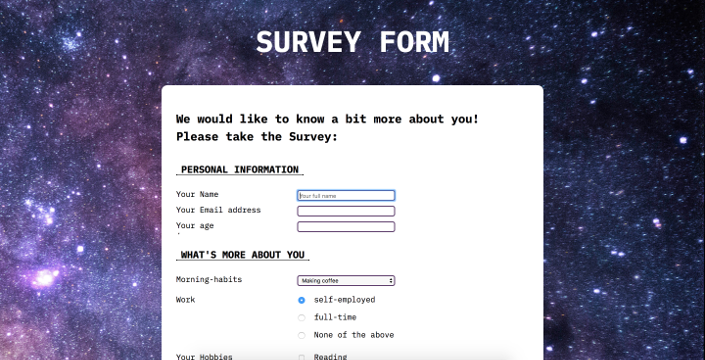 SURVEY FORM
We would like to know a bit more about you!
Please take the Survey:
PERSONAL INFORMATION
Your Name
Your full name
Your Email address
Your age
WHAT'S MORE ABOUT YOU
Morning-habits
Making coffee
Work
self-employed
full-time
None of the above
Your Hobbies
Reading